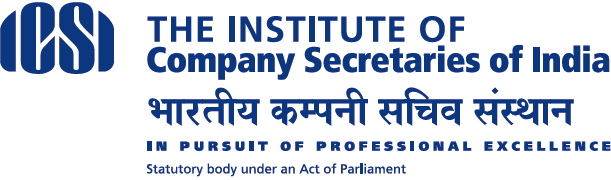 ICSI
THE INSTITUTE OF
Company Secretaries of India
भारतीय कम्पनी सचिव संस्थान
IN PURSUIT OF PROFESSIONAL EXCELLENCE
Statutory body under an Act of Parliament